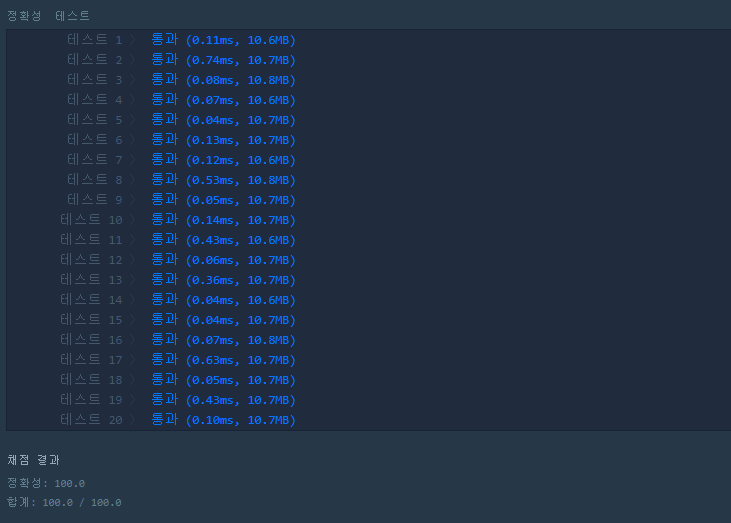 정확성 테스트
테스트 1 〉 통과 (0.11ms, 10.6MB)
테스트 2 〉 통과 (0.74ms, 10.7MB)
테스트 3 〉 통과 (0.08ms, 10.8MB)
테스트 4 〉 통과 (0.07ms, 10.6MB)
테스트 5 〉 통과 (0.04ms, 10.7MB)
테스트 6 〉 통과 (0.13ms, 10.7MB)
테스트 7 〉 통과 (0.12ms, 10.6MB)
테스트 8 〉 통과 (0.53ms, 10.8MB)
테스트 9 〉 통과 (0.05ms, 10.7MB)
테스트 10 〉 통과 (0.14ms, 10.7MB)
테스트 11 〉 통과 (0.43ms, 10.6MB)
테스트 12 〉 통과 (0.06ms, 10.7MB)
테스트 13 〉 통과 (0.36ms, 10.7MB)
테스트 14 〉 통과 (0.04ms, 10.6MB)
테스트 15 〉 통과 (0.04ms, 10.7MB)
테스트 16 〉 통과 (0.07ms, 10.8MB)
테스트 17 〉 통과 (0.63ms, 10.7MB)
테스트 18 〉 통과 (0.05ms, 10.7MB)
테스트 19 〉 통과 (0.43ms, 10.7MB)
테스트 20 〉 통과 (0.10ms, 10.7MB)
채점 결과
정확성: 100.0
합계: 100.0 / 100.0